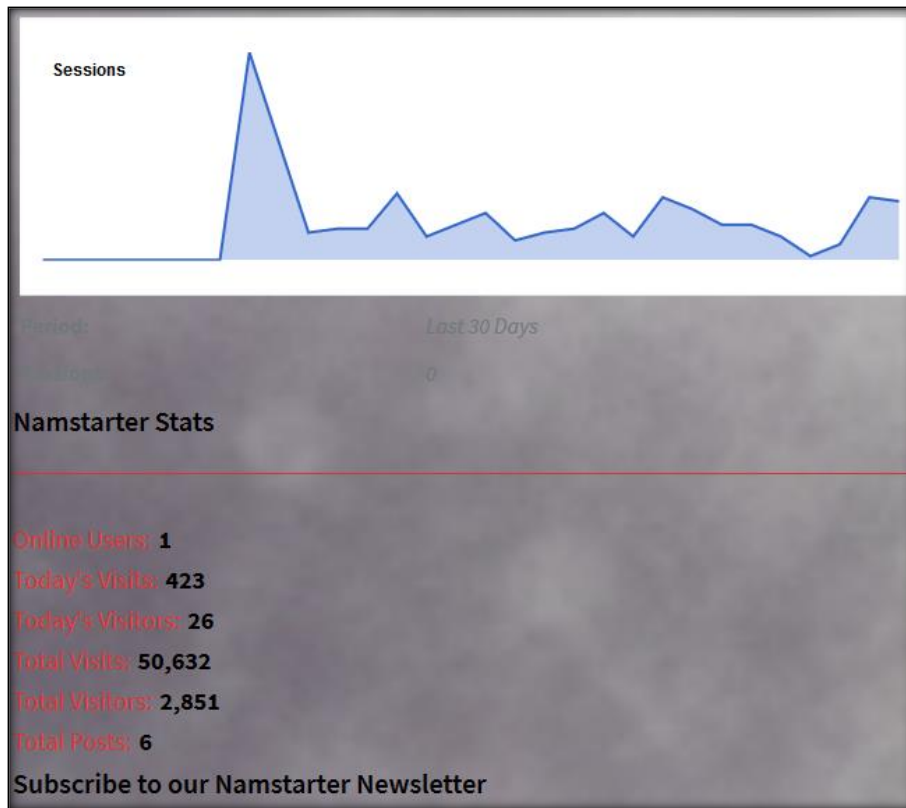 Sessions
Period: Last 30 Days
0
Namstarter Stats
Online Users: 1
Today's Visits: 423
Today's Visitors: 26
Total Visits: 50,632
Total Visitors: 2,851
Total Posts: 6
Subscribe to our Namstarter Newsletter